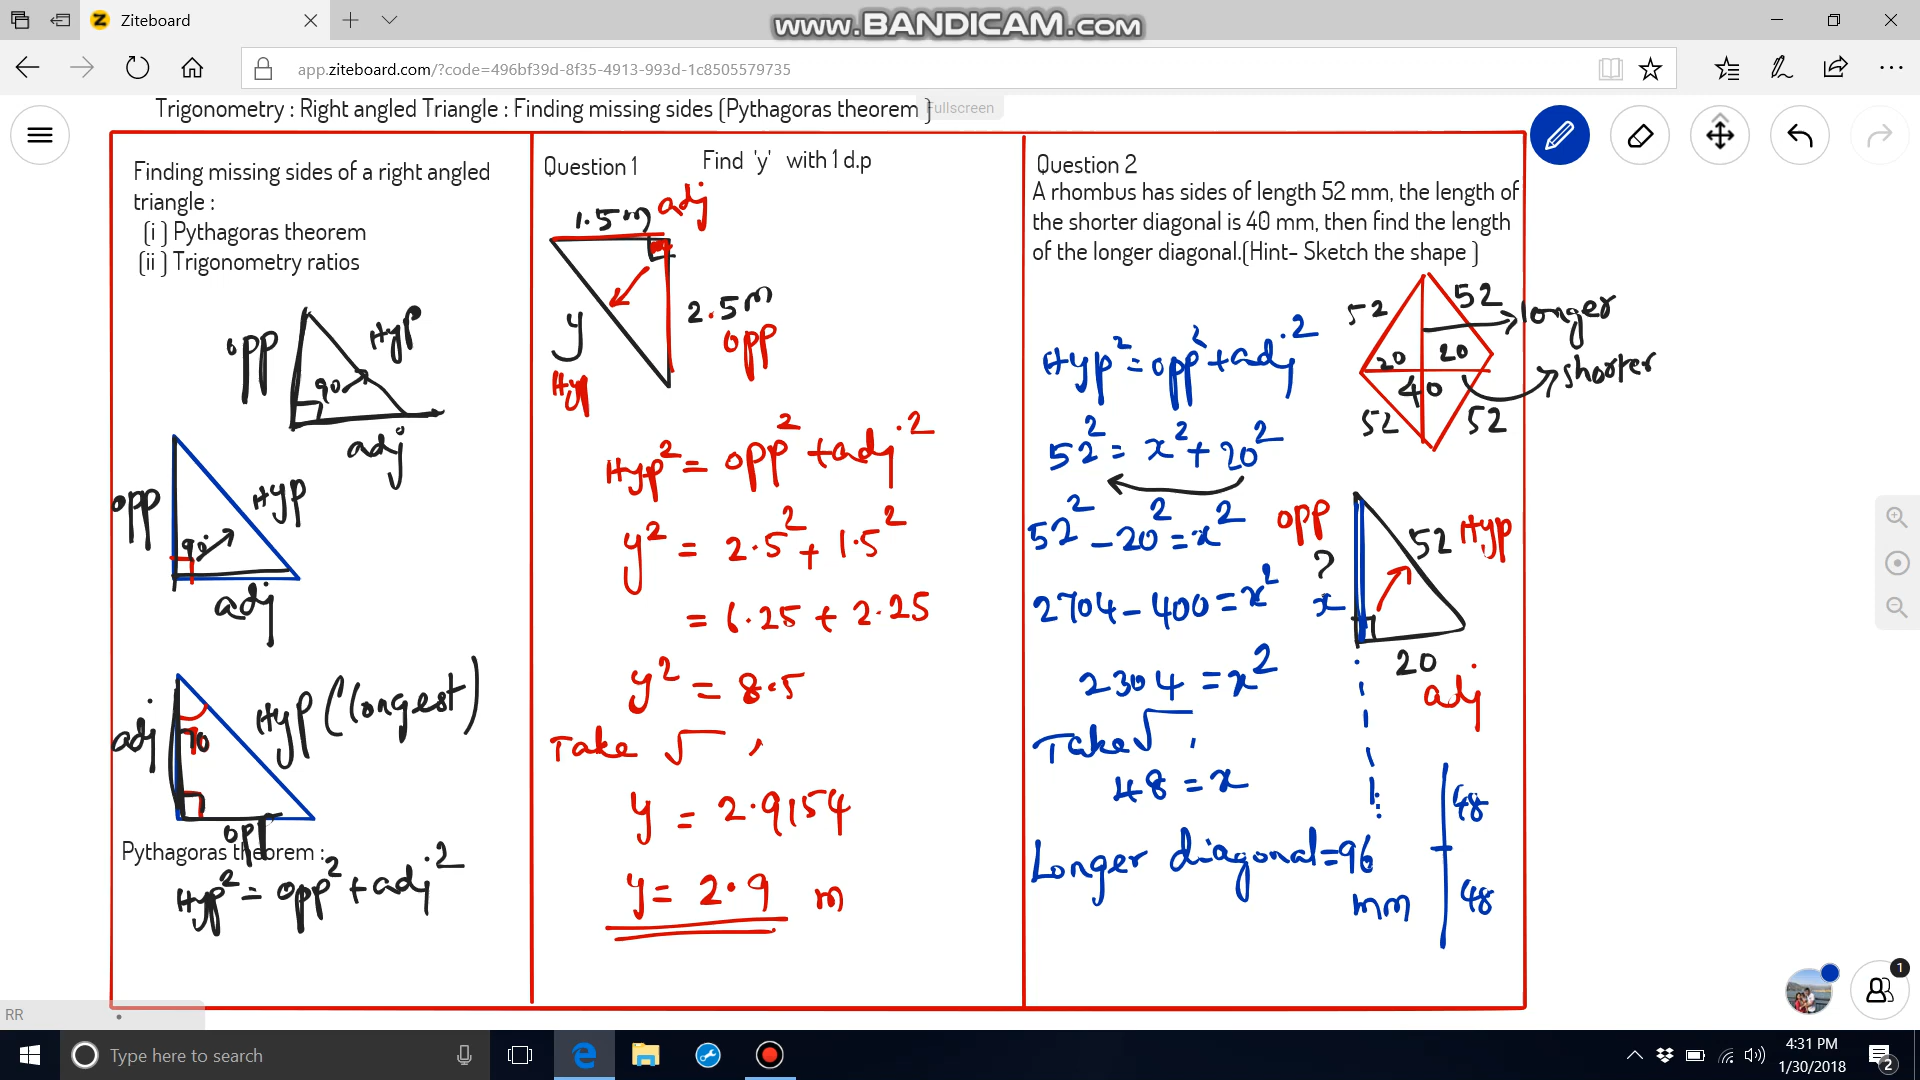 Ziteboard
www.BANDICAM.com
app.ziteboard.com/?code=496bf39d-8f35-4913-993d-1c8505579735
Trigonometry : Right angled Triangle : Finding missing sides (Pythagoras theorem )
Fullscreen
Finding missing sides of a right angled
triangle :
(i ) Pythagoras theorem
(ii ) Trigonometry ratios
opp
Hyp
90
adj
opp
Hyp
90
adj
adj
70
Hyp (longest)
opp
Pythagoras theorem :
Hyp² = opp² + adj²
Question 1
Find 'y' with 1 d.p
1.5m
adj
2.5m
opp
y
Hyp
Hyp² = opp² + adj²
y² = 2.5² + 1.5²
= 6.25 + 2.25
y² = 8.5
Take √ ,
y = 2.9154
y = 2.9 m
Question 2
A rhombus has sides of length 52 mm, the length of
the shorter diagonal is 40 mm, then find the length
of the longer diagonal.(Hint- Sketch the shape )
52
52
longer
20
20
shorter
40
52
52
Hyp² = opp² + adj²
52² = x² + 20²
52² - 20² = x²
2704 - 400 = x²
2304 = x²
Take √ ,
48 = x
Longer diagonal = 96
mm
opp
?
x
52
Hyp
20
adj
48
48
1
RR
Type here to search
4:31 PM
1/30/2018
2